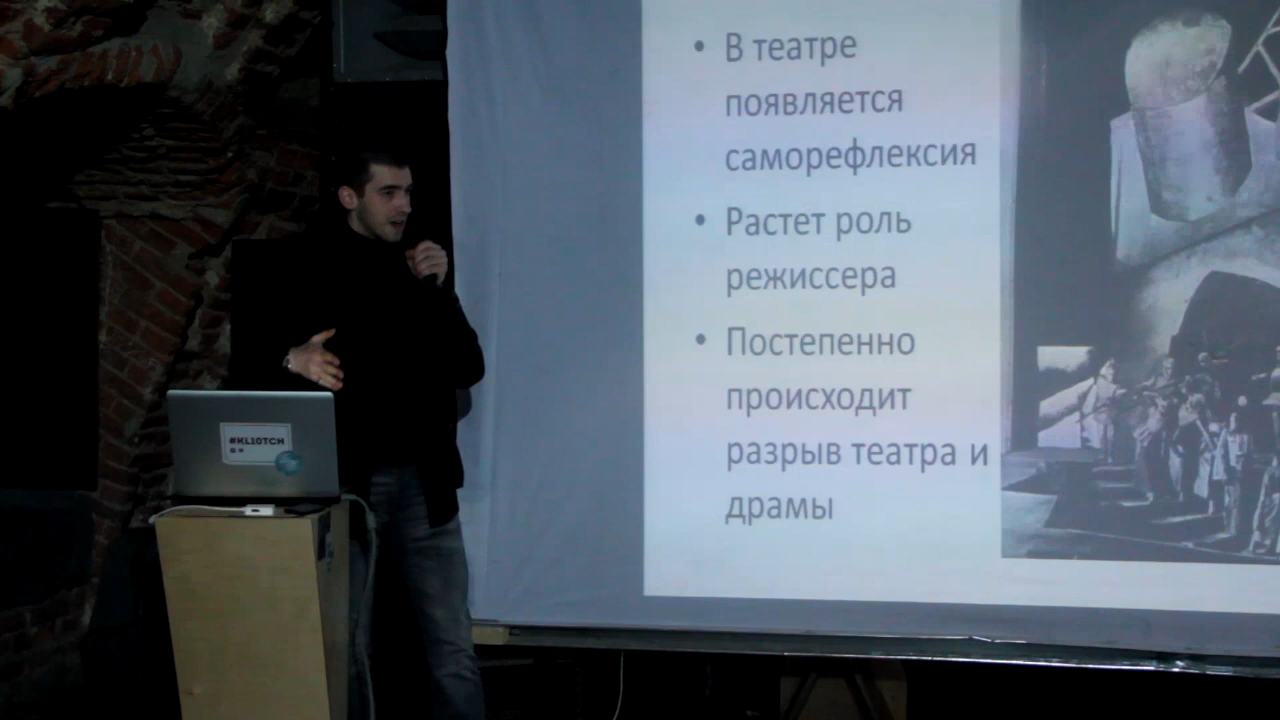 • В театре
появляется
саморефлексия
• Растет роль
режиссера
• Постепенно
происходит
разрыв театра и
драмы
#KL10TCH